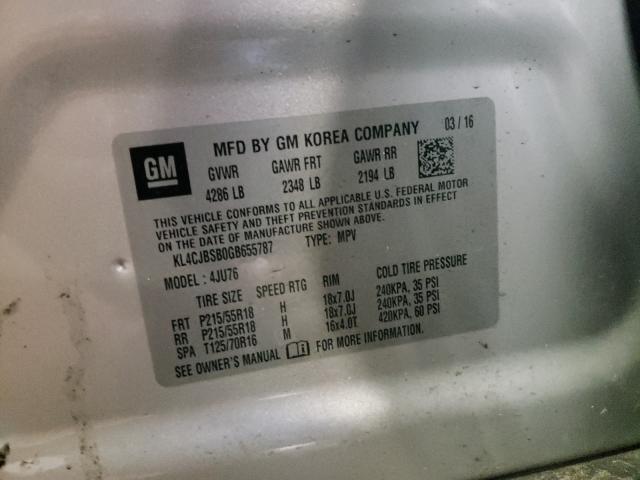 GM
MFD BY GM KOREA COMPANY 03 / 16
GVWR GAWR FRT GAWR RR
4286 LB 2348 LB 2194 LB
THIS VEHICLE CONFORMS TO ALL APPLICABLE U.S. FEDERAL MOTOR
VEHICLE SAFETY AND THEFT PREVENTION STANDARDS IN EFFECT
ON THE DATE OF MANUFACTURE SHOWN ABOVE.
KL4CJBSB0GB655787 TYPE: MPV
MODEL : 4JU76
TIRE SIZE SPEED RTG RIM COLD TIRE PRESSURE
FRT P215/55R18 H 18x7.0J 240KPA, 35 PSI
RR P215/55R18 H 18x7.0J 240KPA, 35 PSI
SPA T125/70R16 M 16x4.0T 420KPA, 60 PSI
SEE OWNER'S MANUAL FOR MORE INFORMATION.